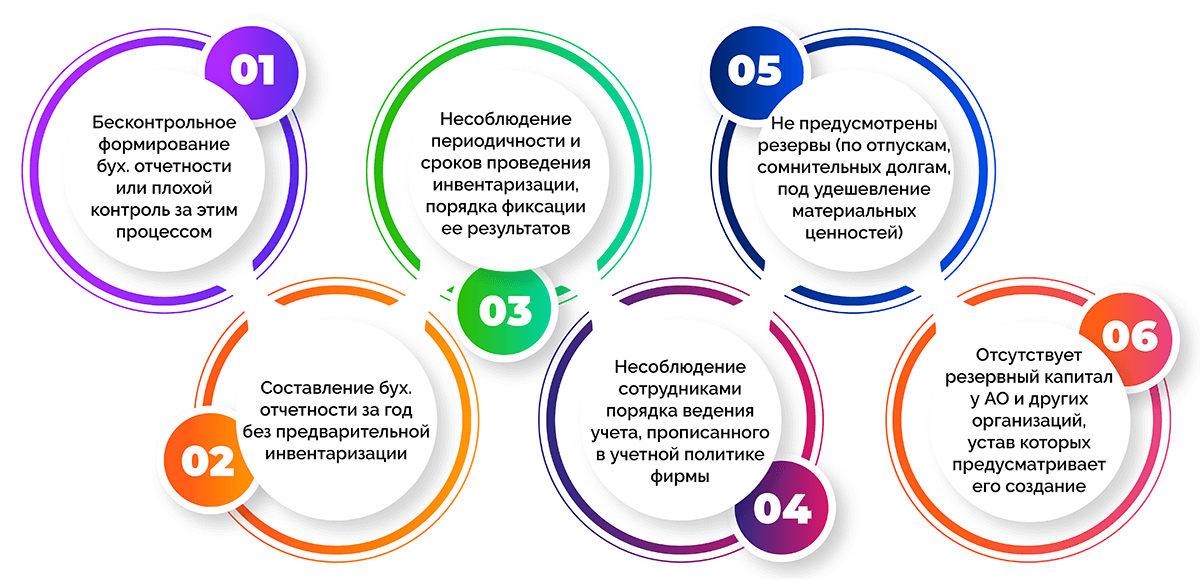 01
Бесконтрольное
формирование
бух. отчетности
или плохой
контроль за этим
процессом
02
Составление бух.
отчетности за год
без предварительной
инвентаризации
03
Несоблюдение
периодичности и
сроков проведения
инвентаризации,
порядка фиксации
ее результатов
04
Несоблюдение
сотрудниками
порядка ведения
учета, прописанного
в учетной политике
фирмы
05
Не предусмотрены
резервы (по отпускам,
сомнительных долгам,
под удешевление
материальных
ценностей)
06
Отсутствует
резервный капитал
у АО и других
организаций,
устав которых
предусматривает
его создание